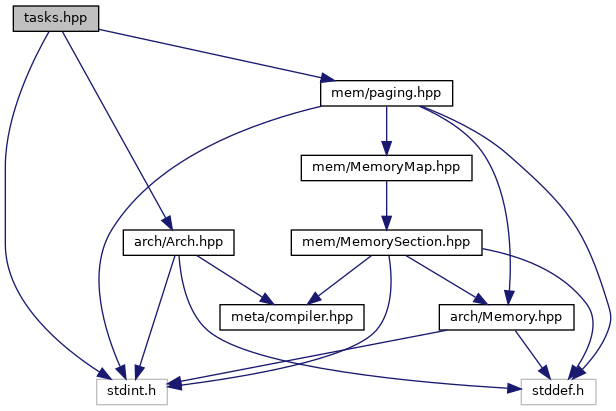 tasks.hpp
mem/paging.hpp
mem/MemoryMap.hpp
arch/Arch.hpp
mem/MemorySection.hpp
meta/compiler.hpp
arch/Memory.hpp
stdint.h
stddef.h